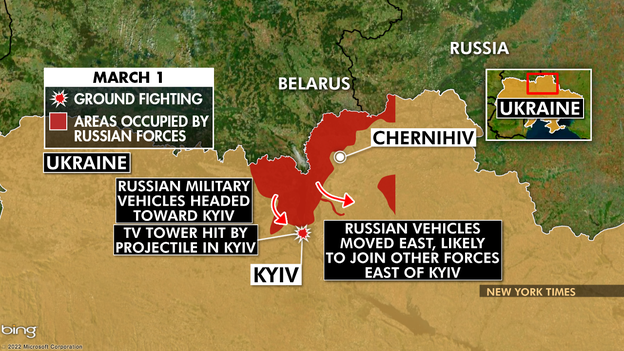 RUSSIA
MARCH 1
GROUND FIGHTING
AREAS OCCUPIED BY
RUSSIAN FORCES
BELARUS
UKRAINE
CHERNIHIV
UKRAINE
RUSSIAN MILITARY
VEHICLES HEADED
TOWARD KYIV
TV TOWER HIT BY
PROJECTILE IN KYIV
RUSSIAN VEHICLES
MOVED EAST, LIKELY
TO JOIN OTHER FORCES
EAST OF KYIV
KYIV
NEW YORK TIMES
bing
© 2022 Microsoft Corporation